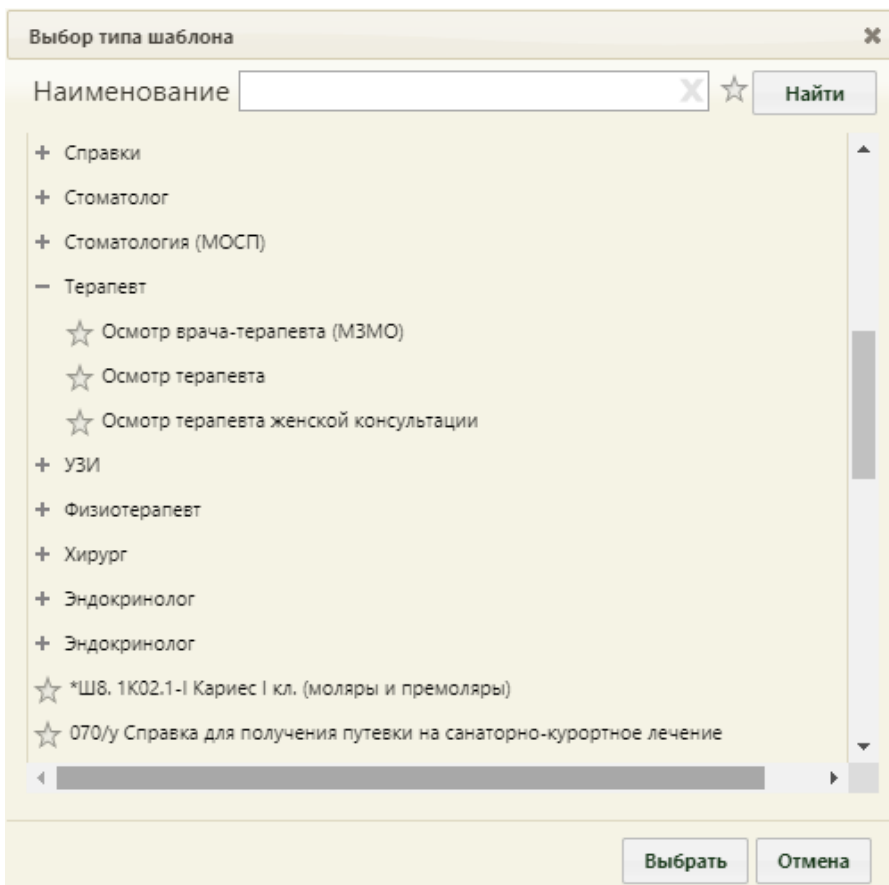 Выбор типа шаблона
Наименование
Найти
Справки
Стоматолог
Стоматология (МОСП)
Терапевт
Осмотр врача-терапевта (МЗМО)
Осмотр терапевта
Осмотр терапевта женской консультации
УЗИ
Физиотерапевт
Хирург
Эндокринолог
Эндокринолог
*Ш8. 1К02.1-I Кариес I кл. (моляры и премоляры)
070/у Справка для получения путевки на санаторно-курортное лечение
Выбрать Отмена